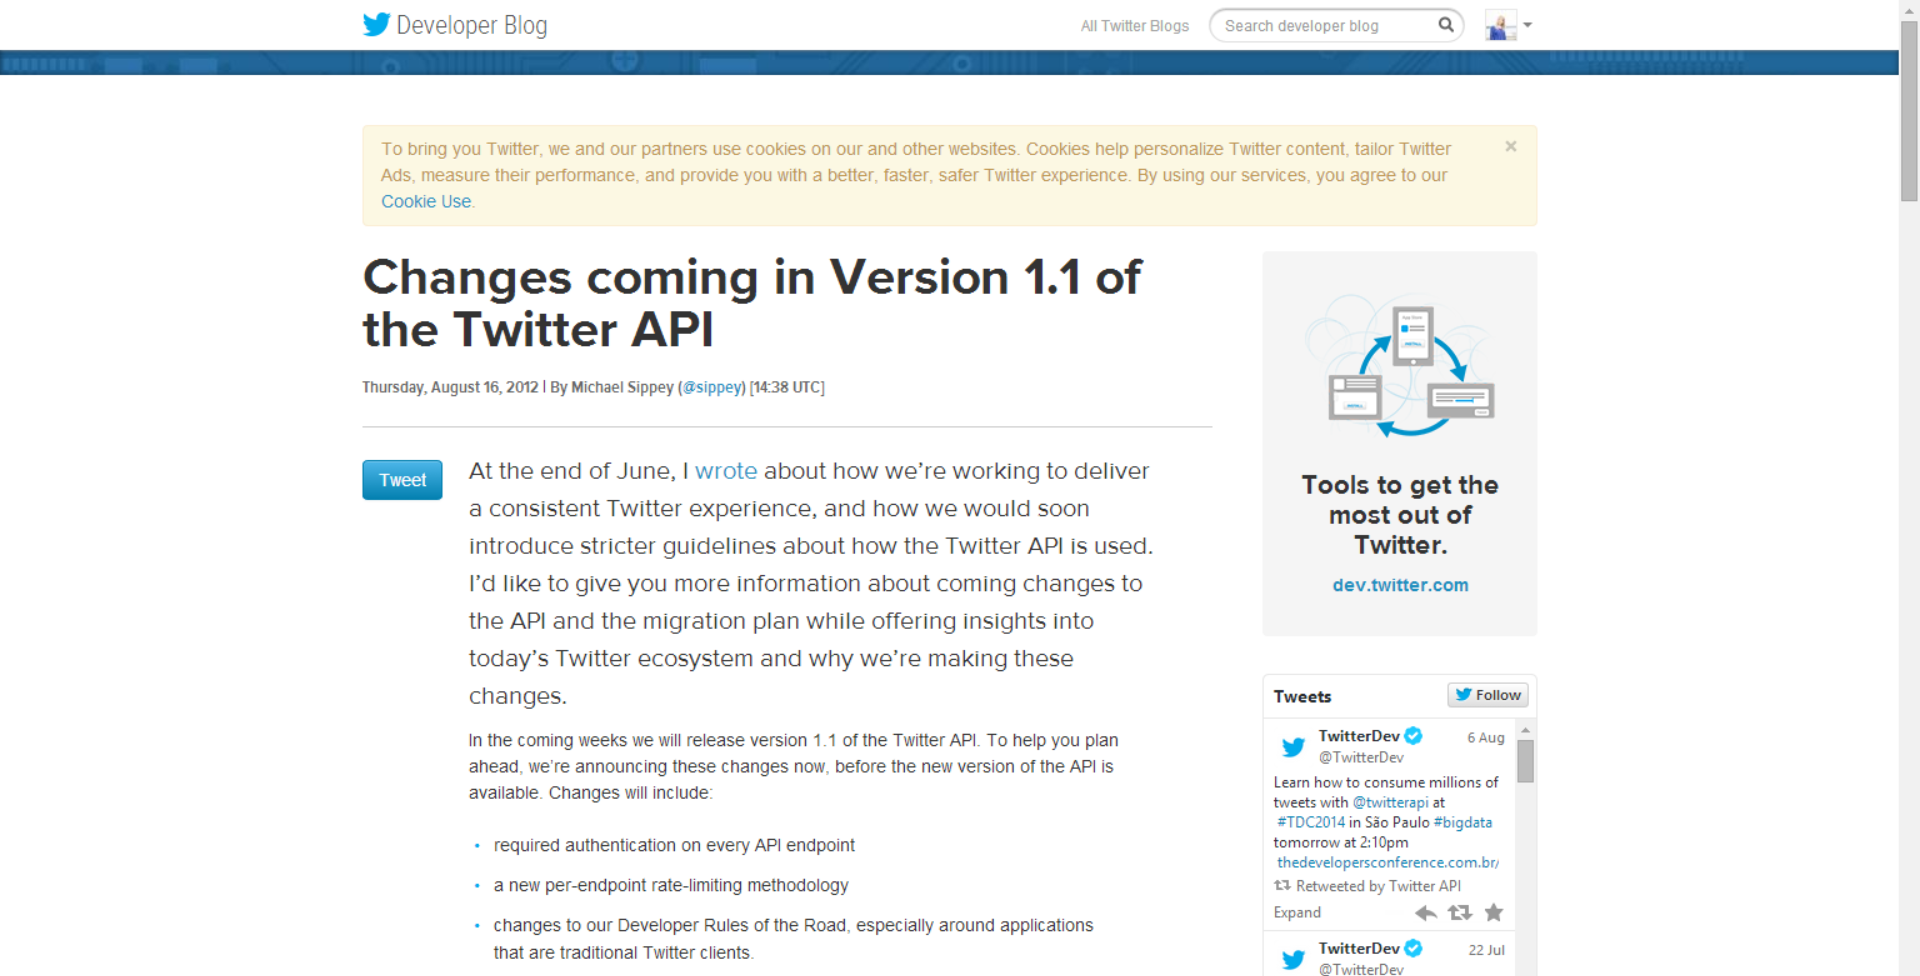 Developer Blog
All Twitter Blogs
Search developer blog
To bring you Twitter, we and our partners use cookies on our and other websites. Cookies help personalize Twitter content, tailor Twitter
Ads, measure their performance, and provide you with a better, faster, safer Twitter experience. By using our services, you agree to our
Cookie Use.
×
Changes coming in Version 1.1 of
the Twitter API
Thursday, August 16, 2012 | By Michael Sippey (@sippey) [14:38 UTC]
Tweet
At the end of June, I wrote about how we’re working to deliver
a consistent Twitter experience, and how we would soon
introduce stricter guidelines about how the Twitter API is used.
I’d like to give you more information about coming changes to
the API and the migration plan while offering insights into
today’s Twitter ecosystem and why we’re making these
changes.
In the coming weeks we will release version 1.1 of the Twitter API. To help you plan
ahead, we’re announcing these changes now, before the new version of the API is
available. Changes will include:
• required authentication on every API endpoint
• a new per-endpoint rate-limiting methodology
• changes to our Developer Rules of the Road, especially around applications
that are traditional Twitter clients.
App Store
INSTALL
INSTALL
Tools to get the
most out of
Twitter.
dev.twitter.com
Tweets
Follow
TwitterDev
6 Aug
@TwitterDev
Learn how to consume millions of
tweets with @twitterapi at
#TDC2014 in São Paulo #bigdata
tomorrow at 2:10pm
thedevelopersconference.com.br/
Retweeted by Twitter API
Expand
TwitterDev
22 Jul
@TwitterDev